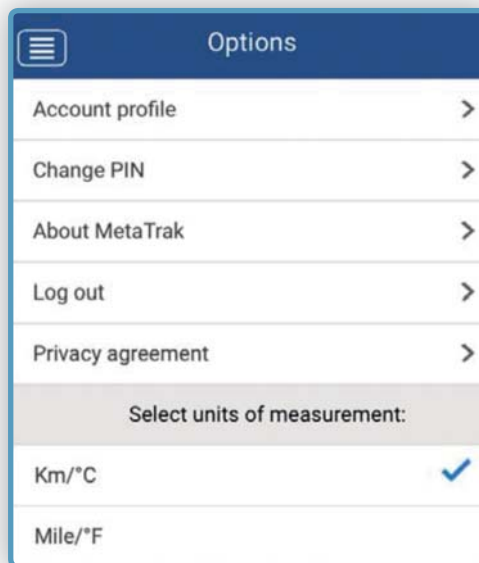 Options
Account profile
Change PIN
About MetaTrak
Log out
Privacy agreement
Select units of measurement:
Km/°C
Mile/°F